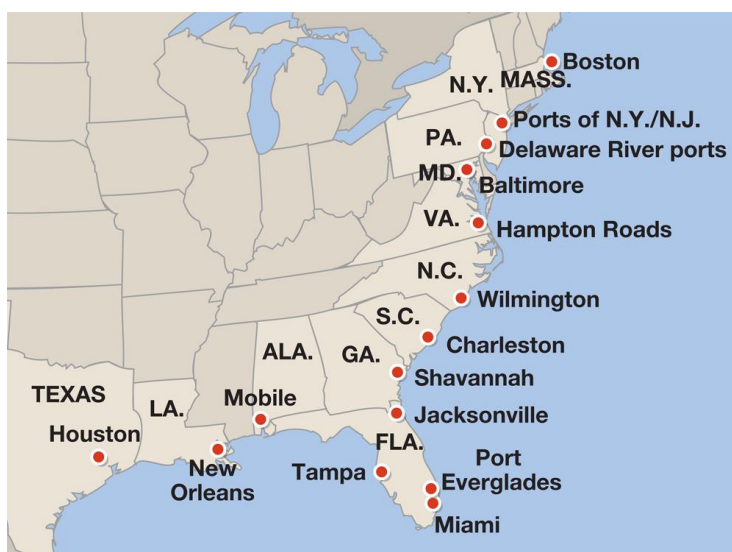 Boston
N.Y.
MASS.
Ports of N.Y./N.J.
PA.
Delaware River ports
MD.
Baltimore
VA.
Hampton Roads
N.C.
Wilmington
S.C.
Charleston
ALA.
GA.
Shavannah
TEXAS
LA.
Mobile
Jacksonville
Houston
FLA.
New
Orleans
Tampa
Port
Everglades
Miami